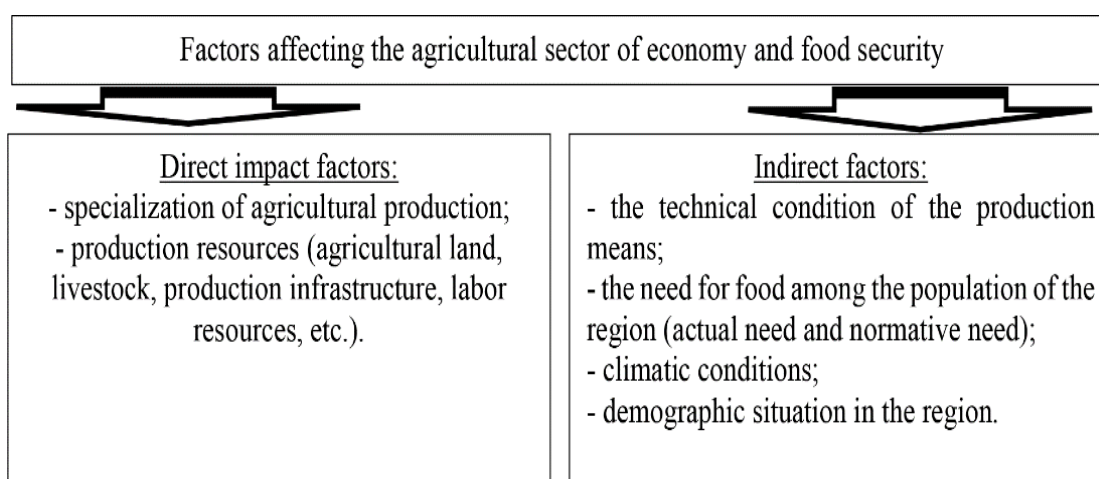 Factors affecting the agricultural sector of economy and food security
Direct impact factors:
- specialization of agricultural production;
- production resources (agricultural land,
livestock, production infrastructure, labor
resources, etc.).
Indirect factors:
- the technical condition of the production
means;
- the need for food among the population of the
region (actual need and normative need);
- climatic conditions;
- demographic situation in the region.